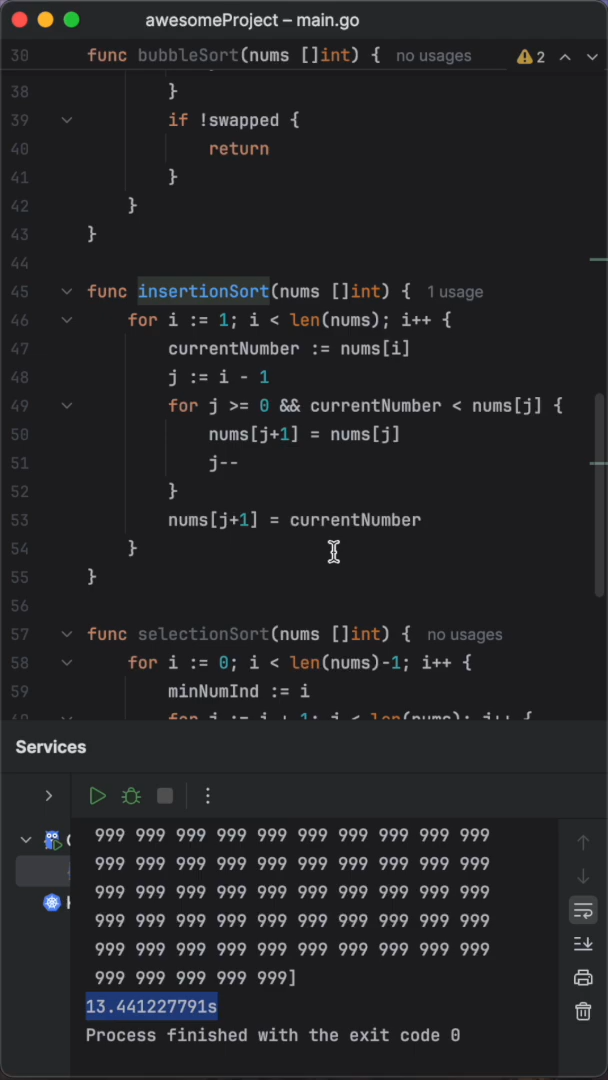 awesomeProject – main.go
30 func bubbleSort(nums []int) { no usages 2
38 }
39 if !swapped {
40 return
41 }
42 }
43 }
44
45 func insertionSort(nums []int) { 1 usage
46 for i := 1; i < len(nums); i++ {
47 currentNumber := nums[i]
48 j := i - 1
49 for j >= 0 && currentNumber < nums[j] {
50 nums[j+1] = nums[j]
51 j--
52 }
53 nums[j+1] = currentNumber
54 }
55 }
56
57 func selectionSort(nums []int) { no usages
58 for i := 0; i < len(nums)-1; i++ {
59 minNumInd := i
60 for j := i + 1; j < len(nums); j++ {
Services
999 999 999 999 999 999 999 999 999 999
999 999 999 999 999 999 999 999 999 999
999 999 999 999 999 999 999 999 999 999
999 999 999 999 999 999 999 999 999 999
999 999 999 999 999 999 999 999 999 999
999 999 999 999 999]
13.441227791s
Process finished with the exit code 0